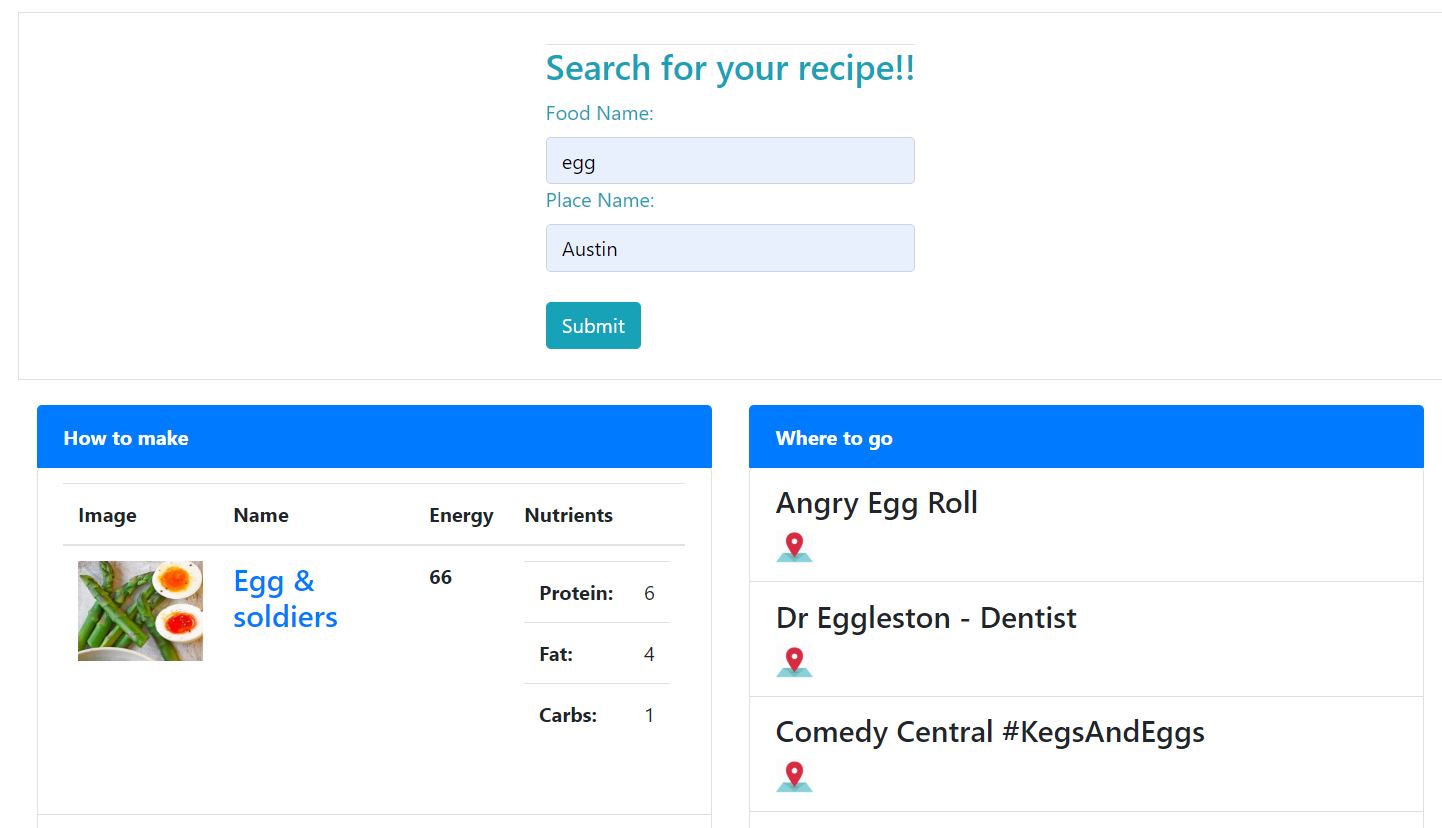 Search for your recipe!!
Food Name:
egg
Place Name:
Austin
Submit
How to make
Image Name Energy Nutrients
Egg &
soldiers
66
Protein: 6
Fat: 4
Carbs: 1
Where to go
Angry Egg Roll
Dr Eggleston - Dentist
Comedy Central #KegsAndEggs